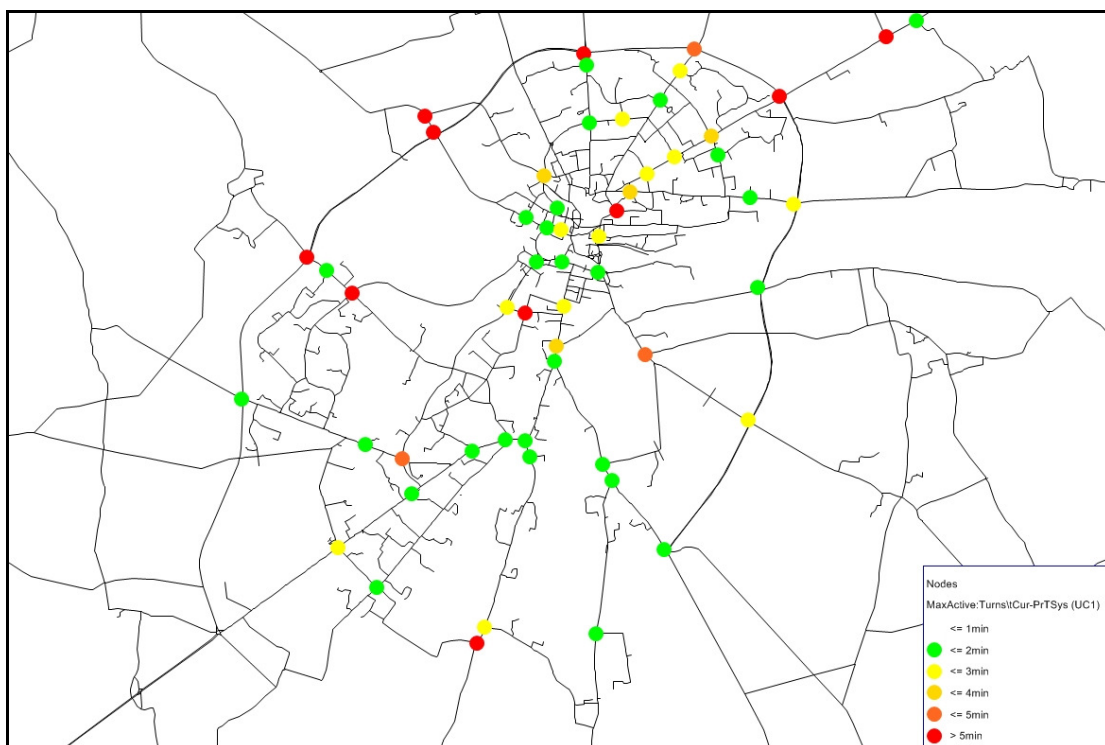 Nodes
MaxActive:Turns\\tCur-PrTSys (UC1)
<= 1min
<= 2min
<= 3min
<= 4min
<= 5min
> 5min